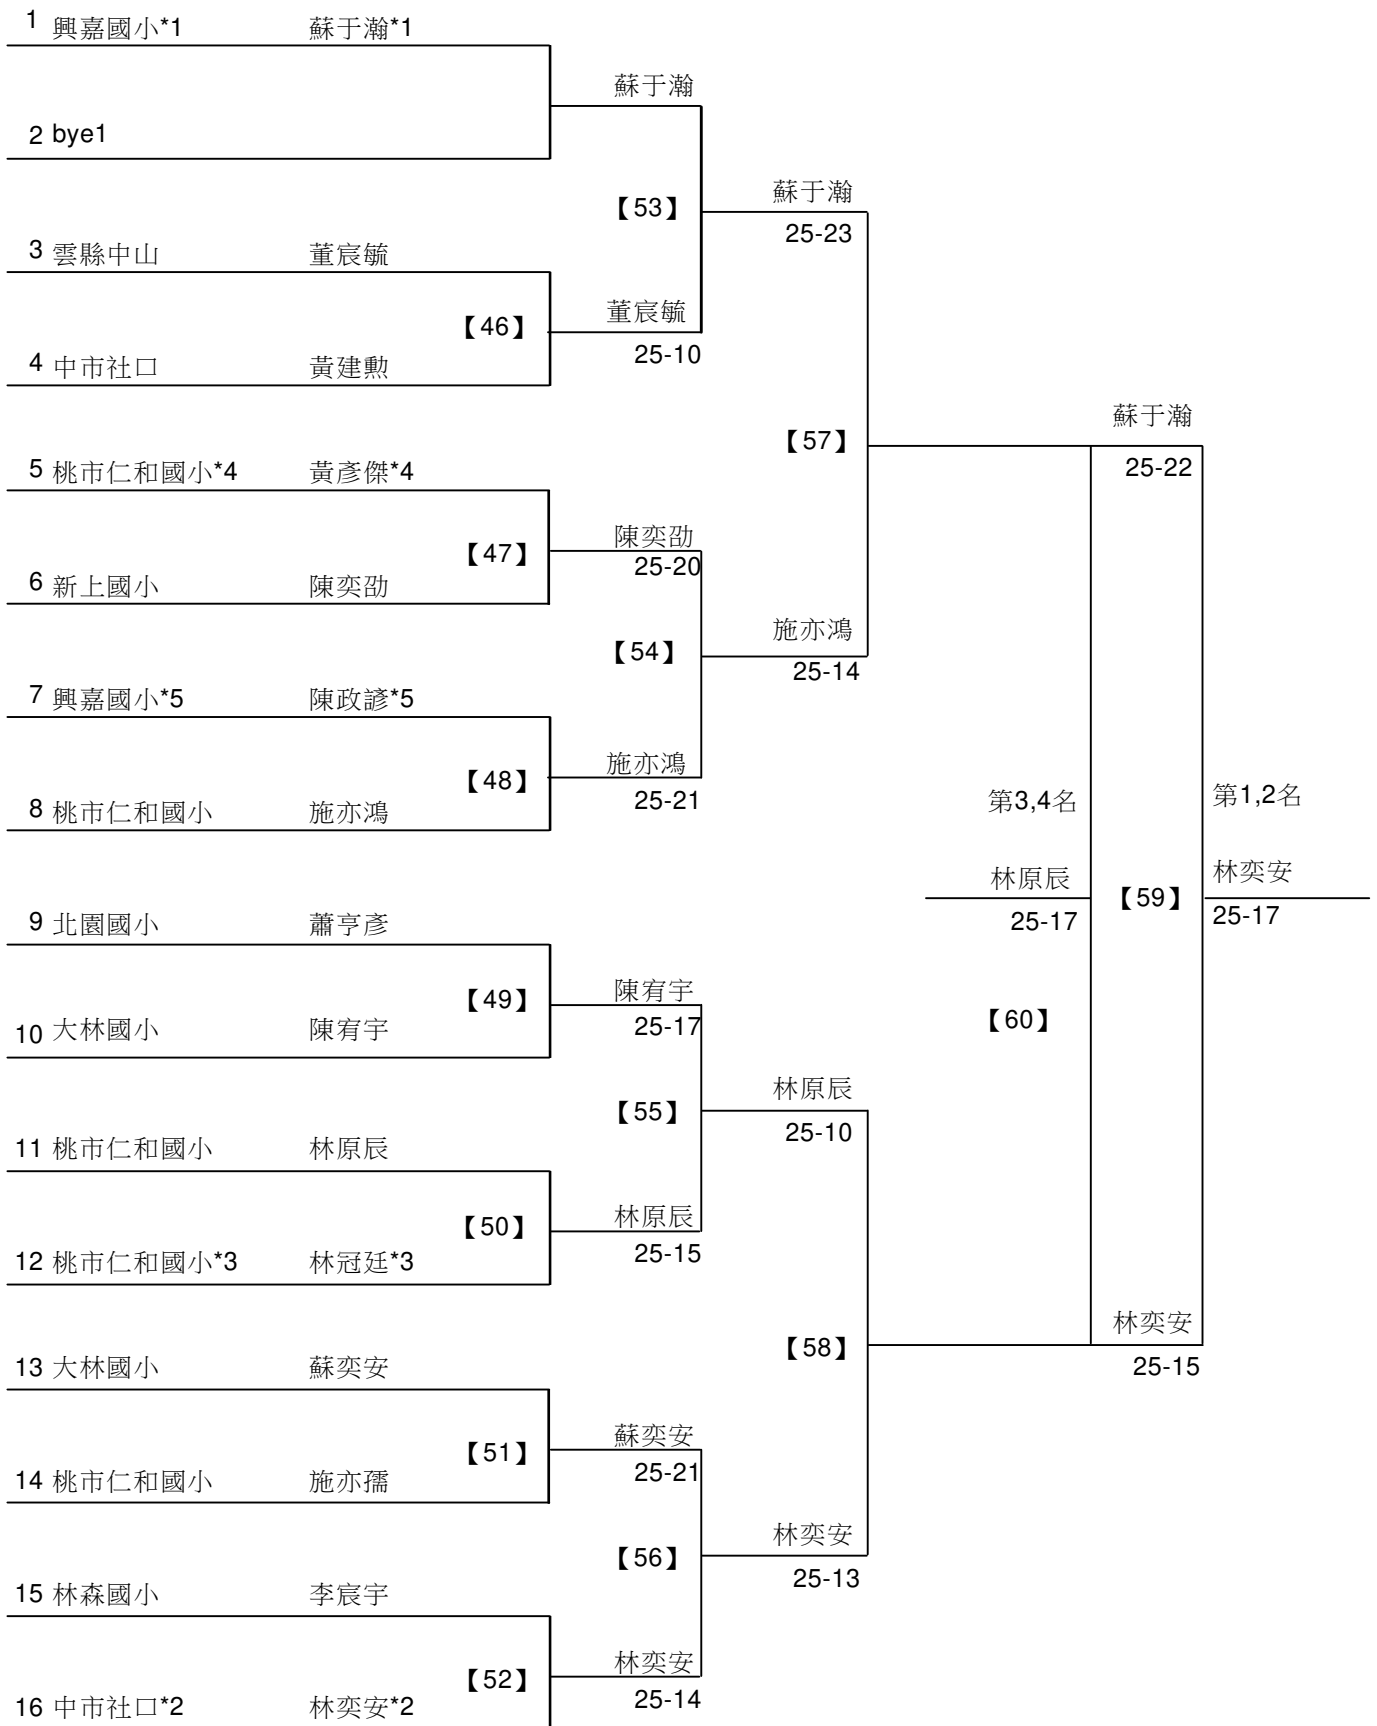 1 興嘉國小*1 蘇于瀚*1
蘇于瀚
2 bye1
【53】 蘇于瀚
25-23
3 雲縣中山 董宸毓
【46】 董宸毓
25-10
4 中市社口 黃建勲
蘇于瀚
【57】
25-22
5 桃市仁和國小*4 黃彥傑*4
【47】 陳奕劭
25-20
6 新上國小 陳奕劭
【54】 施亦鴻
25-14
7 興嘉國小*5 陳政諺*5
【48】 施亦鴻
25-21
8 桃市仁和國小 施亦鴻
第3,4名 第1,2名
林原辰 【59】 林奕安
25-17 25-17
9 北園國小 蕭亨彥
【49】 陳宥宇
25-17
10 大林國小 陳宥宇
【60】
【55】 林原辰
25-10
11 桃市仁和國小 林原辰
【50】 林原辰
25-15
12 桃市仁和國小*3 林冠廷*3
【58】 林奕安
25-15
13 大林國小 蘇奕安
【51】 蘇奕安
25-21
14 桃市仁和國小 施亦孺
【56】 林奕安
25-13
15 林森國小 李宸宇
【52】 林奕安
25-14
16 中市社口*2 林奕安*2